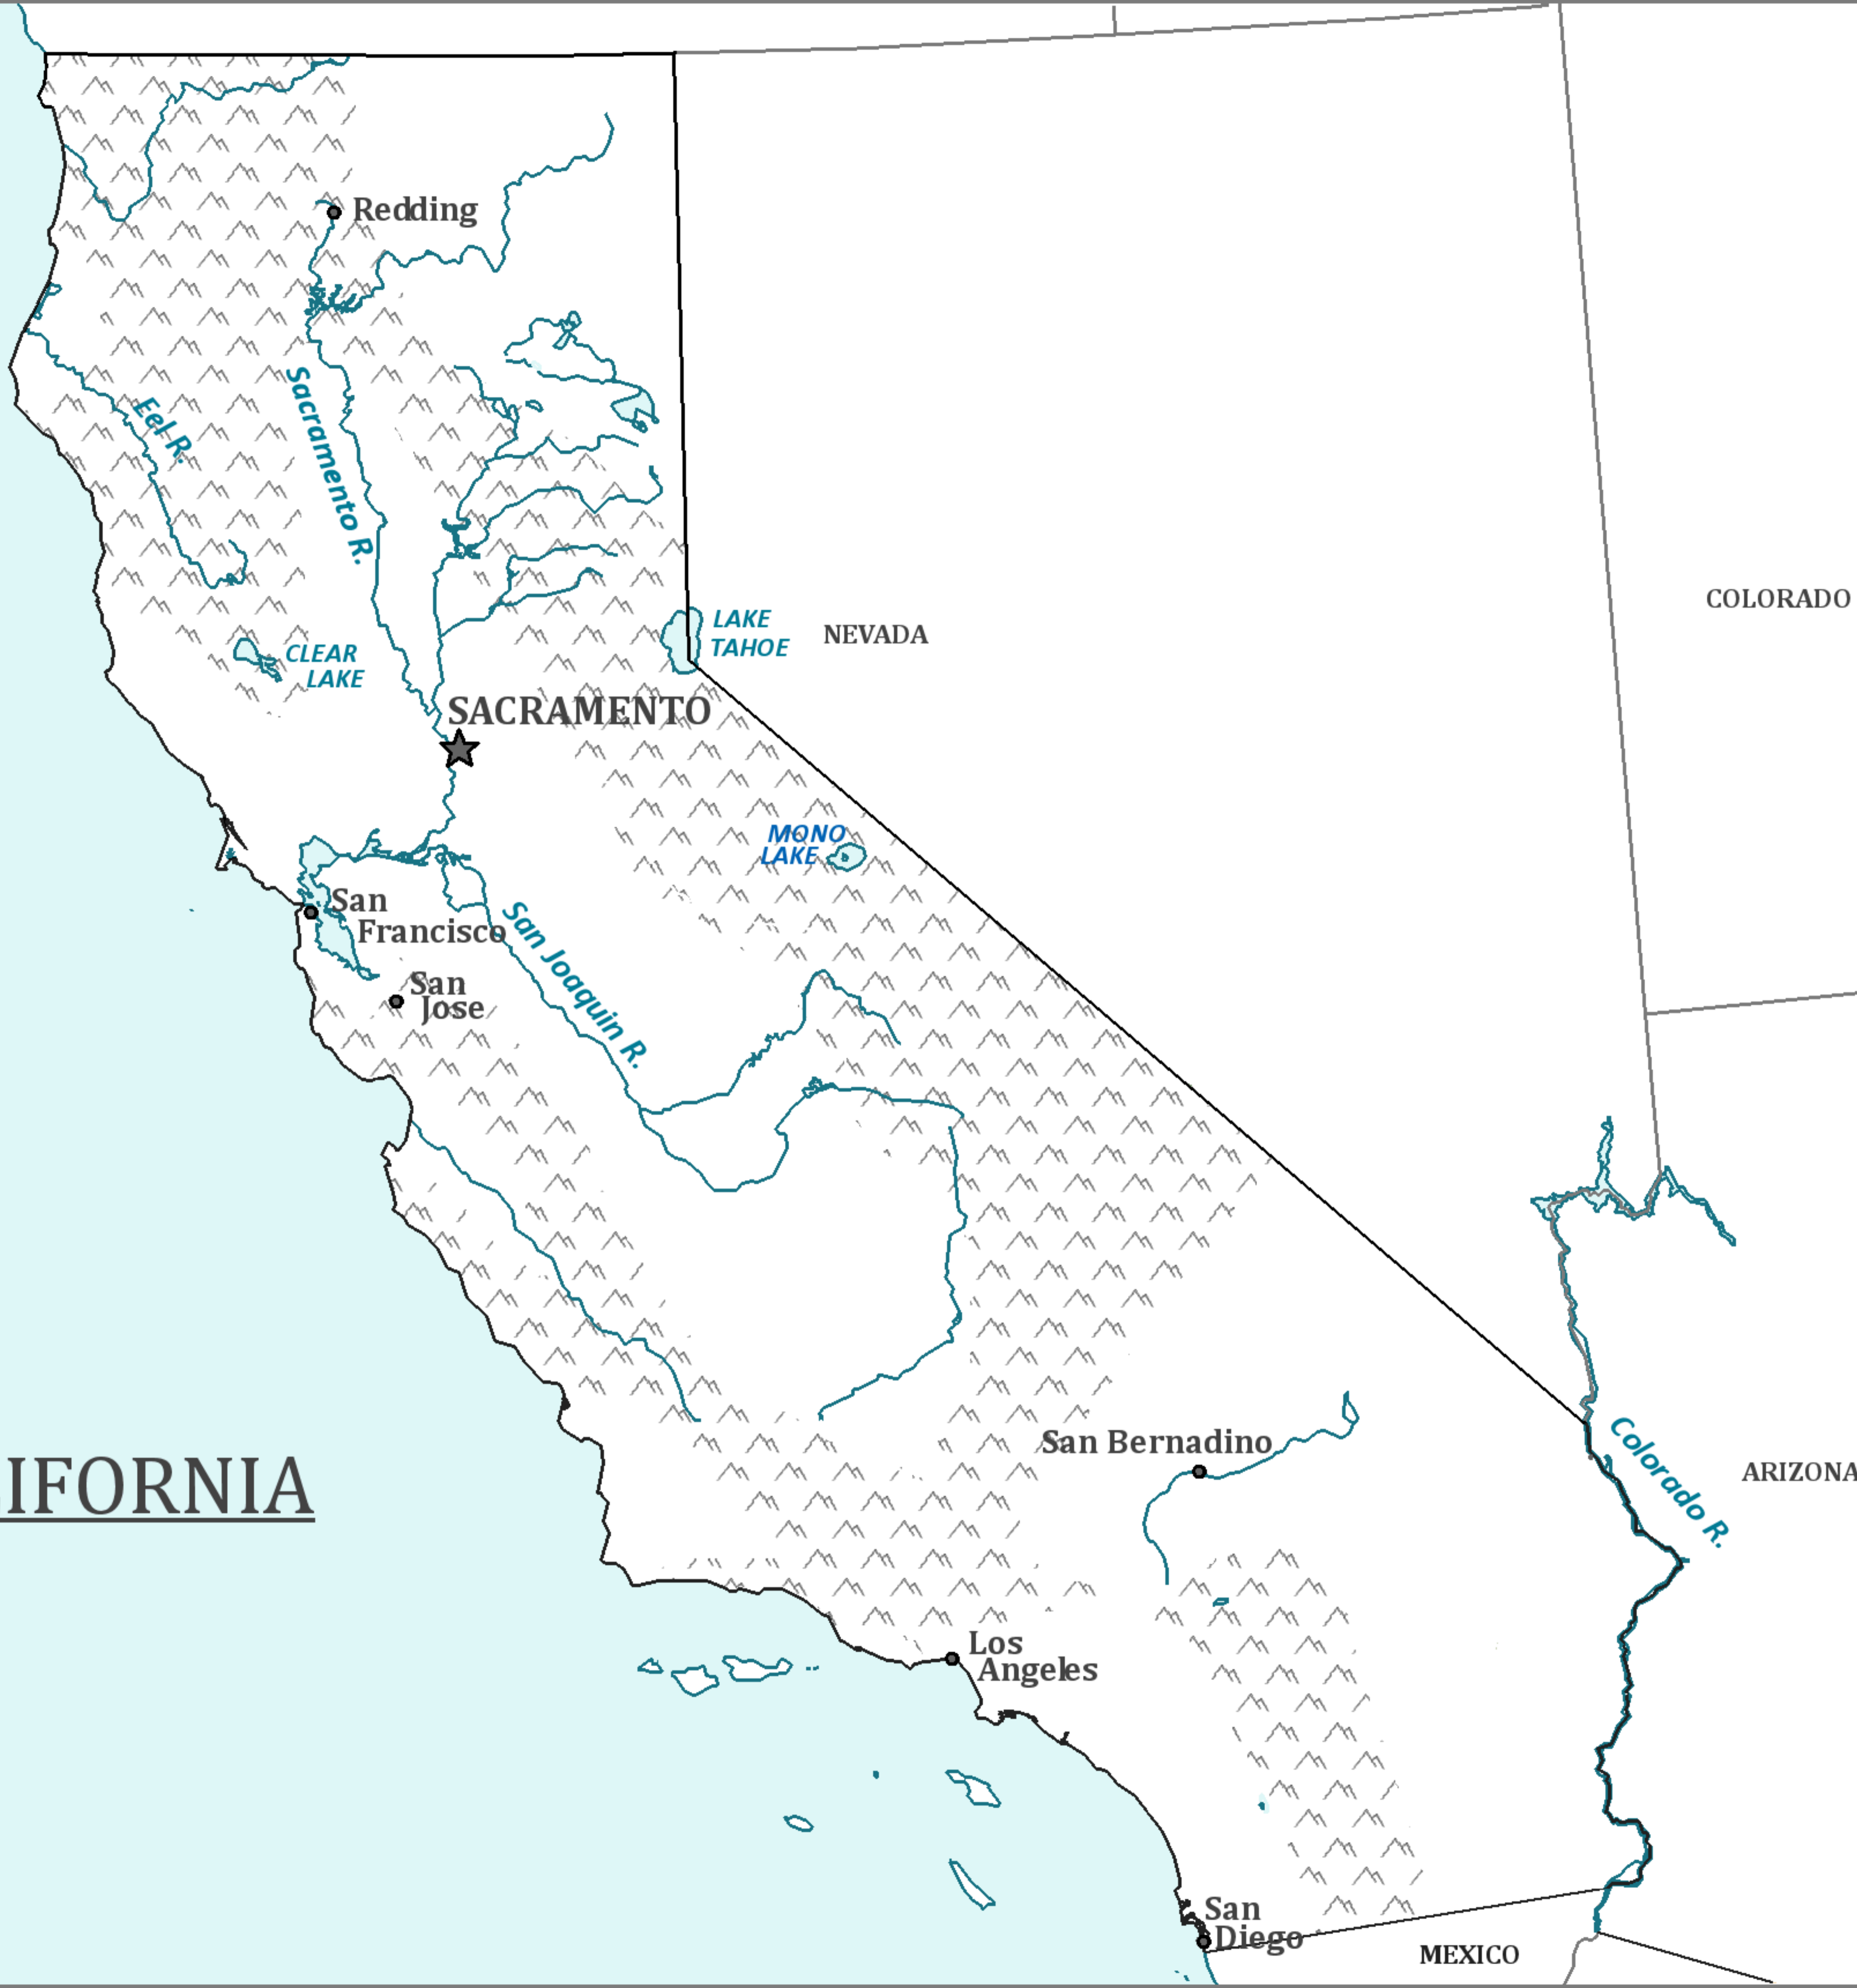 Redding
Sacramento R.
Eel R.
LAKE
TAHOE
NEVADA
COLORADO
CLEAR
LAKE
SACRAMENTO
MONO
LAKE
San
Francisco
San Joaquin R.
San
Jose
San Bernadino
Colorado R.
ARIZONA
IFORNIA
Los
Angeles
San
Diego
MEXICO